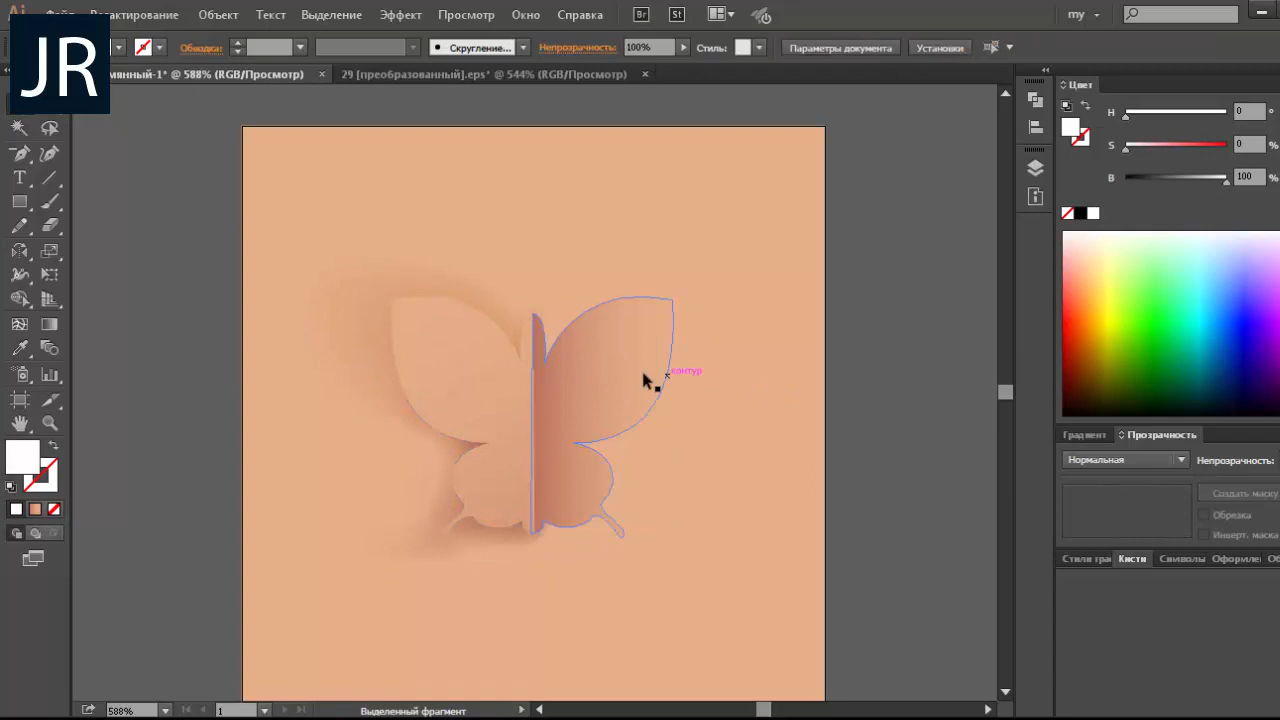 JR
Редактирование Объект Текст Выделение Эффект Просмотр Окно Справка Br St my
Обводка: Скругление... Непрозрачность: 100% Стиль: Параметры документа Установки
мянный-1* @ 588% (RGB/Просмотр) × 29 [преобразованный].eps* @ 544% (RGB/Просмотр) ×
Цвет
H 0 °
S 0 %
B 100 %
контур
Градиент Прозрачность
Нормальная Непрозрачность:
Создать маску
Обрезка
Инверт. маска
Стили гра Кисти Символы Оформле
588% 1 Выделенный фрагмент